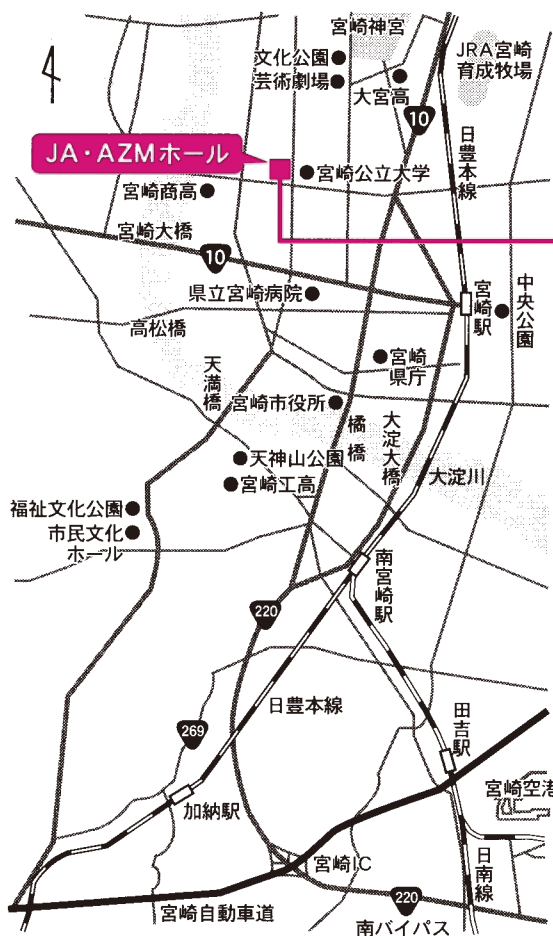 宮崎神宮
文化公園
芸術劇場
大宮高
JRA宮崎
育成牧場
10
日豊本線
JA・AZMホール
宮崎公立大学
宮崎商高
宮崎大橋
10
県立宮崎病院
宮崎駅
中央公園
高松橋
宮崎
県庁
天満橋
宮崎市役所
橘橋
大淀大橋
天神山公園
宮崎工高
大淀川
福祉文化公園
市民文化
ホール
南宮崎駅
220
日豊本線
269
田吉駅
加納駅
宮崎空港
宮崎IC
日南線
220
宮崎自動車道
南バイパス